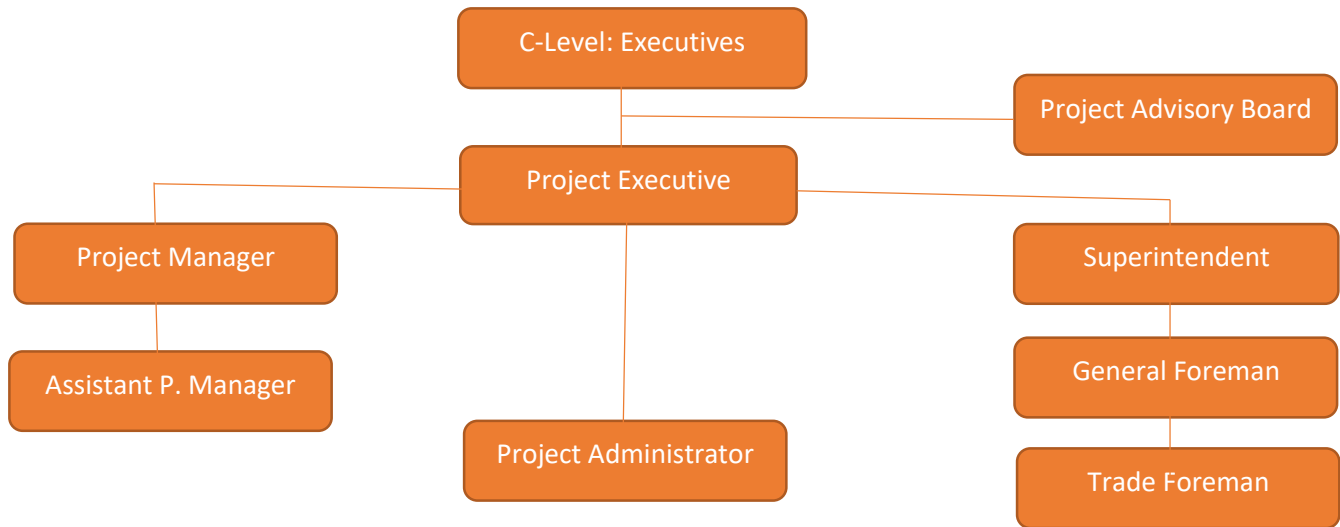 C-Level: Executives
Project Advisory Board
Project Executive
Project Manager
Superintendent
Assistant P. Manager
General Foreman
Project Administrator
Trade Foreman